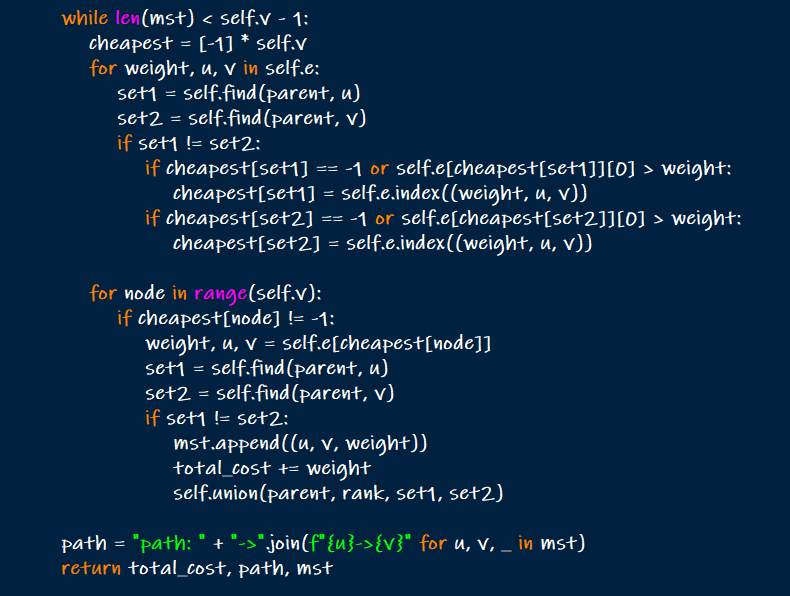 while len(mst) < self.v - 1:
cheapest = [-1] * self.v
for weight, u, v in self.e:
set1 = self.find(parent, u)
set2 = self.find(parent, v)
if set1 != set2:
if cheapest[set1] == -1 or self.e[cheapest[set1]][0] > weight:
cheapest[set1] = self.e.index((weight, u, v))
if cheapest[set2] == -1 or self.e[cheapest[set2]][0] > weight:
cheapest[set2] = self.e.index((weight, u, v))
for node in range(self.v):
if cheapest[node] != -1:
weight, u, v = self.e[cheapest[node]]
set1 = self.find(parent, u)
set2 = self.find(parent, v)
if set1 != set2:
mst.append((u, v, weight))
total_cost += weight
self.union(parent, rank, set1, set2)
path = "path: " + "->".join(f"{u}->{v}" for u, v, _ in mst)
return total_cost, path, mst